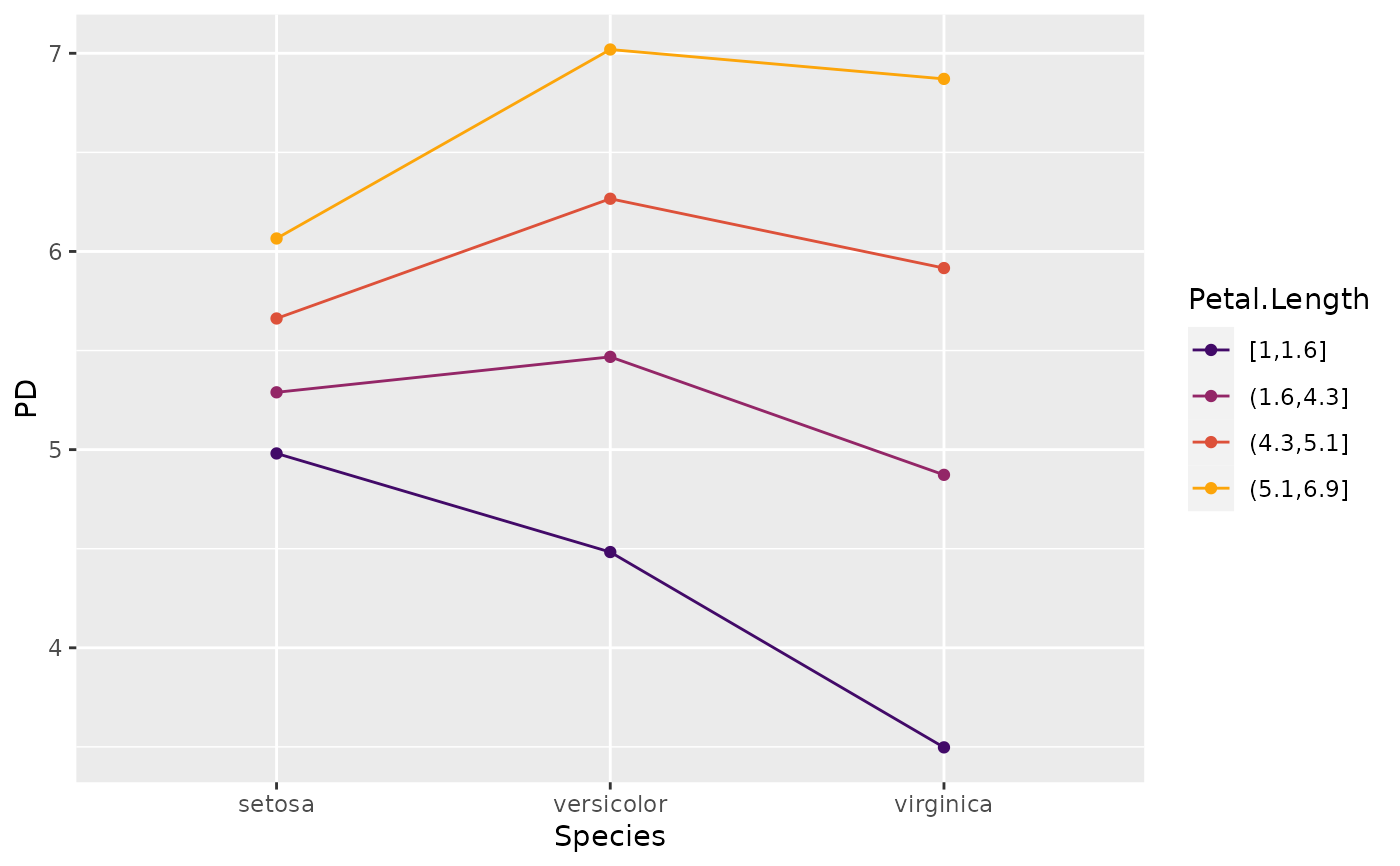 7
6
5
4
PD
setosa
versicolor
virginica
Species
Petal.Length
[1,1.6]
(1.6,4.3]
(4.3,5.1]
(5.1,6.9]